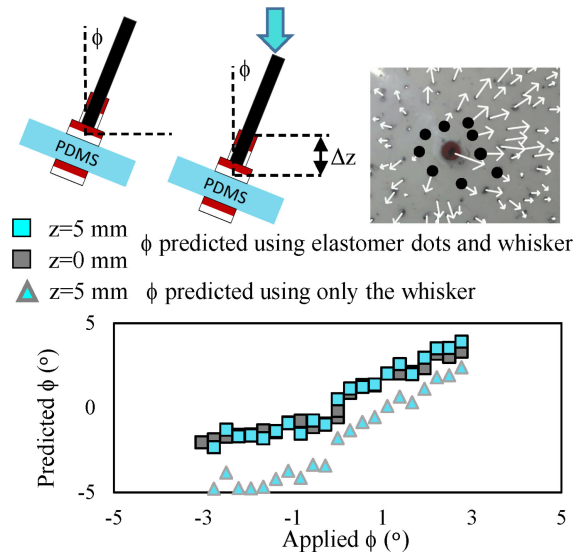 ϕ
ϕ
PDMS
PDMS
Δz
z=5 mm
z=0 mm
ϕ predicted using elastomer dots and whisker
z=5 mm
ϕ predicted using only the whisker
Predicted ϕ (º)
5
0
-5
-5
-3
-1
1
3
5
Applied ϕ (º)